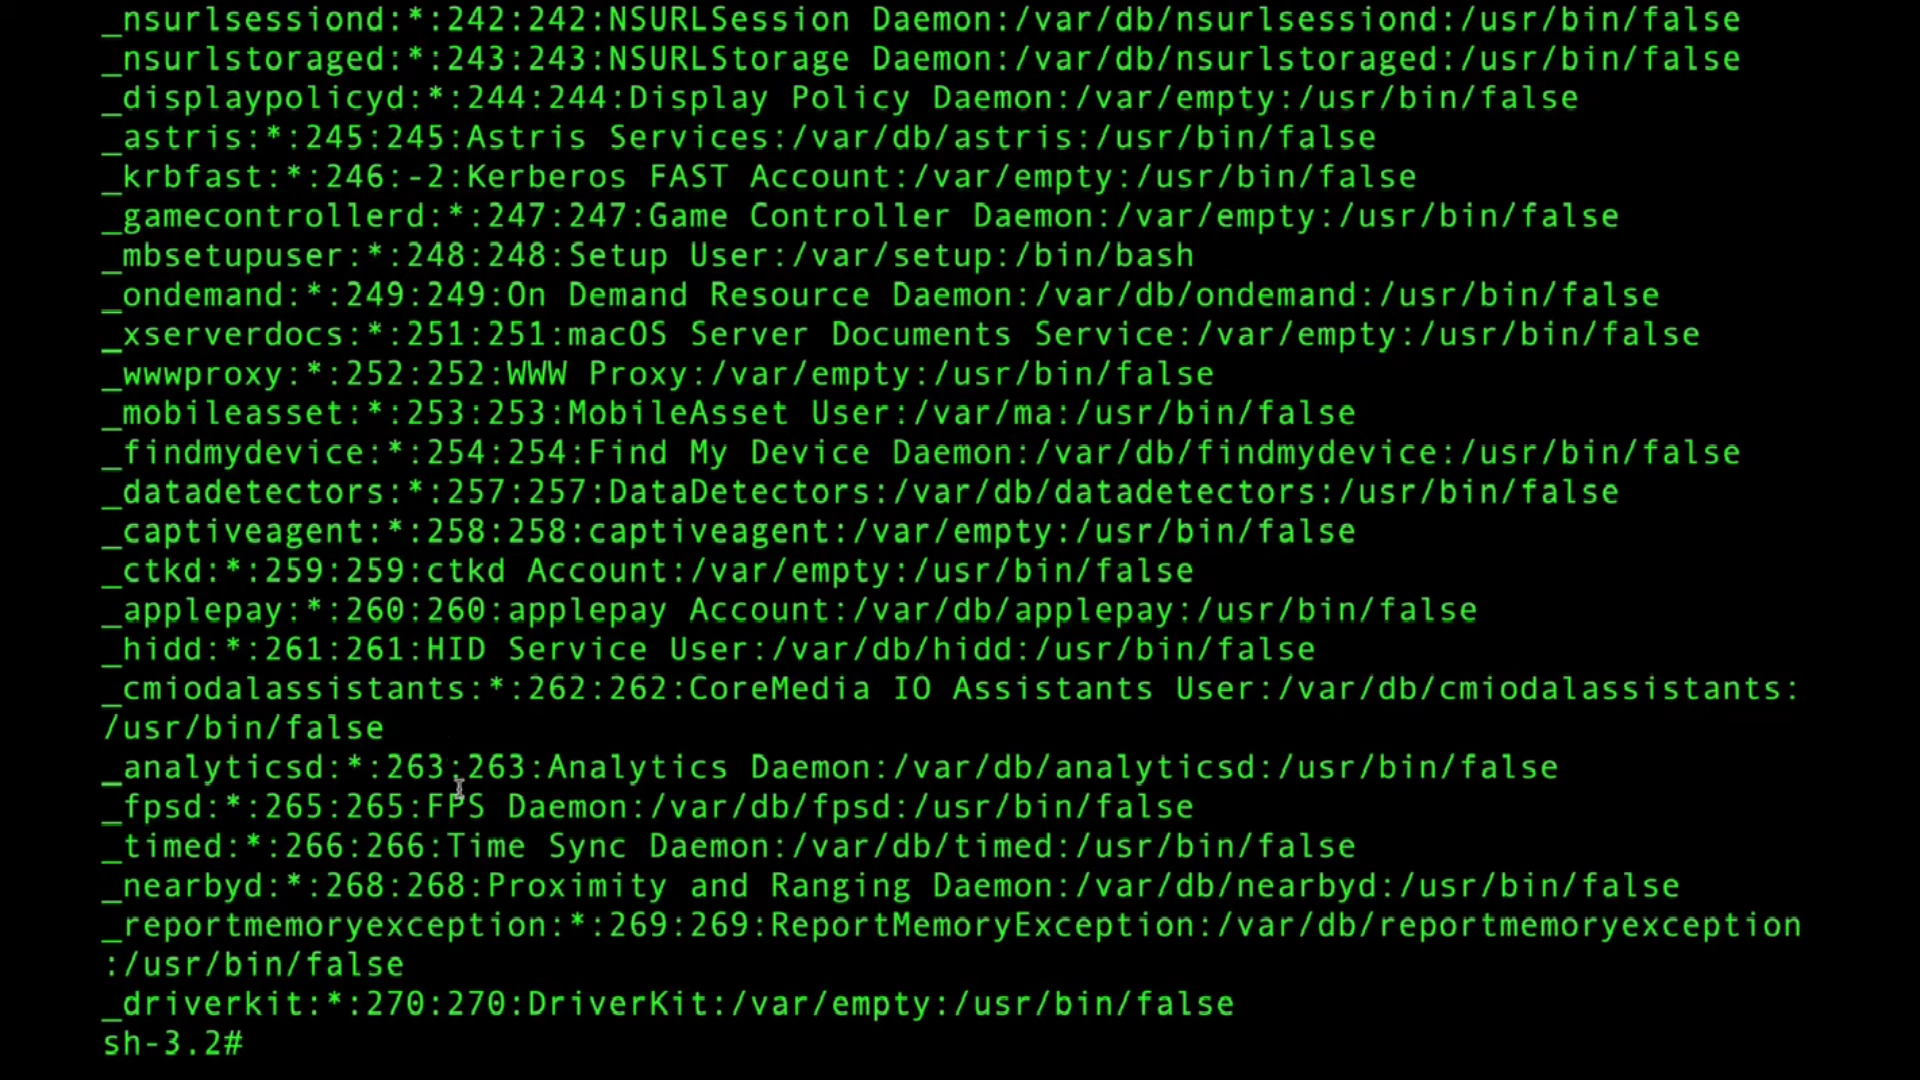 _nsurlsessiond:*:242:242:NSURLSession Daemon:/var/db/nsurlsessiond:/usr/bin/false
_nsurlstoraged:*:243:243:NSURLStorage Daemon:/var/db/nsurlstoraged:/usr/bin/false
_displaypolicyd:*:244:244:Display Policy Daemon:/var/empty:/usr/bin/false
_astris:*:245:245:Astris Services:/var/db/astris:/usr/bin/false
_krbfast:*:246:-2:Kerberos FAST Account:/var/empty:/usr/bin/false
_gamecontrollerd:*:247:247:Game Controller Daemon:/var/empty:/usr/bin/false
_mbsetupuser:*:248:248:Setup User:/var/setup:/bin/bash
_ondemand:*:249:249:On Demand Resource Daemon:/var/db/ondemand:/usr/bin/false
_xserverdocs:*:251:251:macOS Server Documents Service:/var/empty:/usr/bin/false
_wwwproxy:*:252:252:WWW Proxy:/var/empty:/usr/bin/false
_mobileasset:*:253:253:MobileAsset User:/var/ma:/usr/bin/false
_findmydevice:*:254:254:Find My Device Daemon:/var/db/findmydevice:/usr/bin/false
_datadetectors:*:257:257:DataDetectors:/var/db/datadetectors:/usr/bin/false
_captiveagent:*:258:258:captiveagent:/var/empty:/usr/bin/false
_ctkd:*:259:259:ctkd Account:/var/empty:/usr/bin/false
_applepay:*:260:260:applepay Account:/var/db/applepay:/usr/bin/false
_hidd:*:261:261:HID Service User:/var/db/hidd:/usr/bin/false
_cmiodalassistants:*:262:262:CoreMedia IO Assistants User:/var/db/cmiodalassistants:
/usr/bin/false
_analyticsd:*:263:263:Analytics Daemon:/var/db/analyticsd:/usr/bin/false
_fpsd:*:265:265:FPS Daemon:/var/db/fpsd:/usr/bin/false
_timed:*:266:266:Time Sync Daemon:/var/db/timed:/usr/bin/false
_nearbyd:*:268:268:Proximity and Ranging Daemon:/var/db/nearbyd:/usr/bin/false
_reportmemoryexception:*:269:269:ReportMemoryException:/var/db/reportmemoryexception
:/usr/bin/false
_driverkit:*:270:270:DriverKit:/var/empty:/usr/bin/false
sh-3.2#